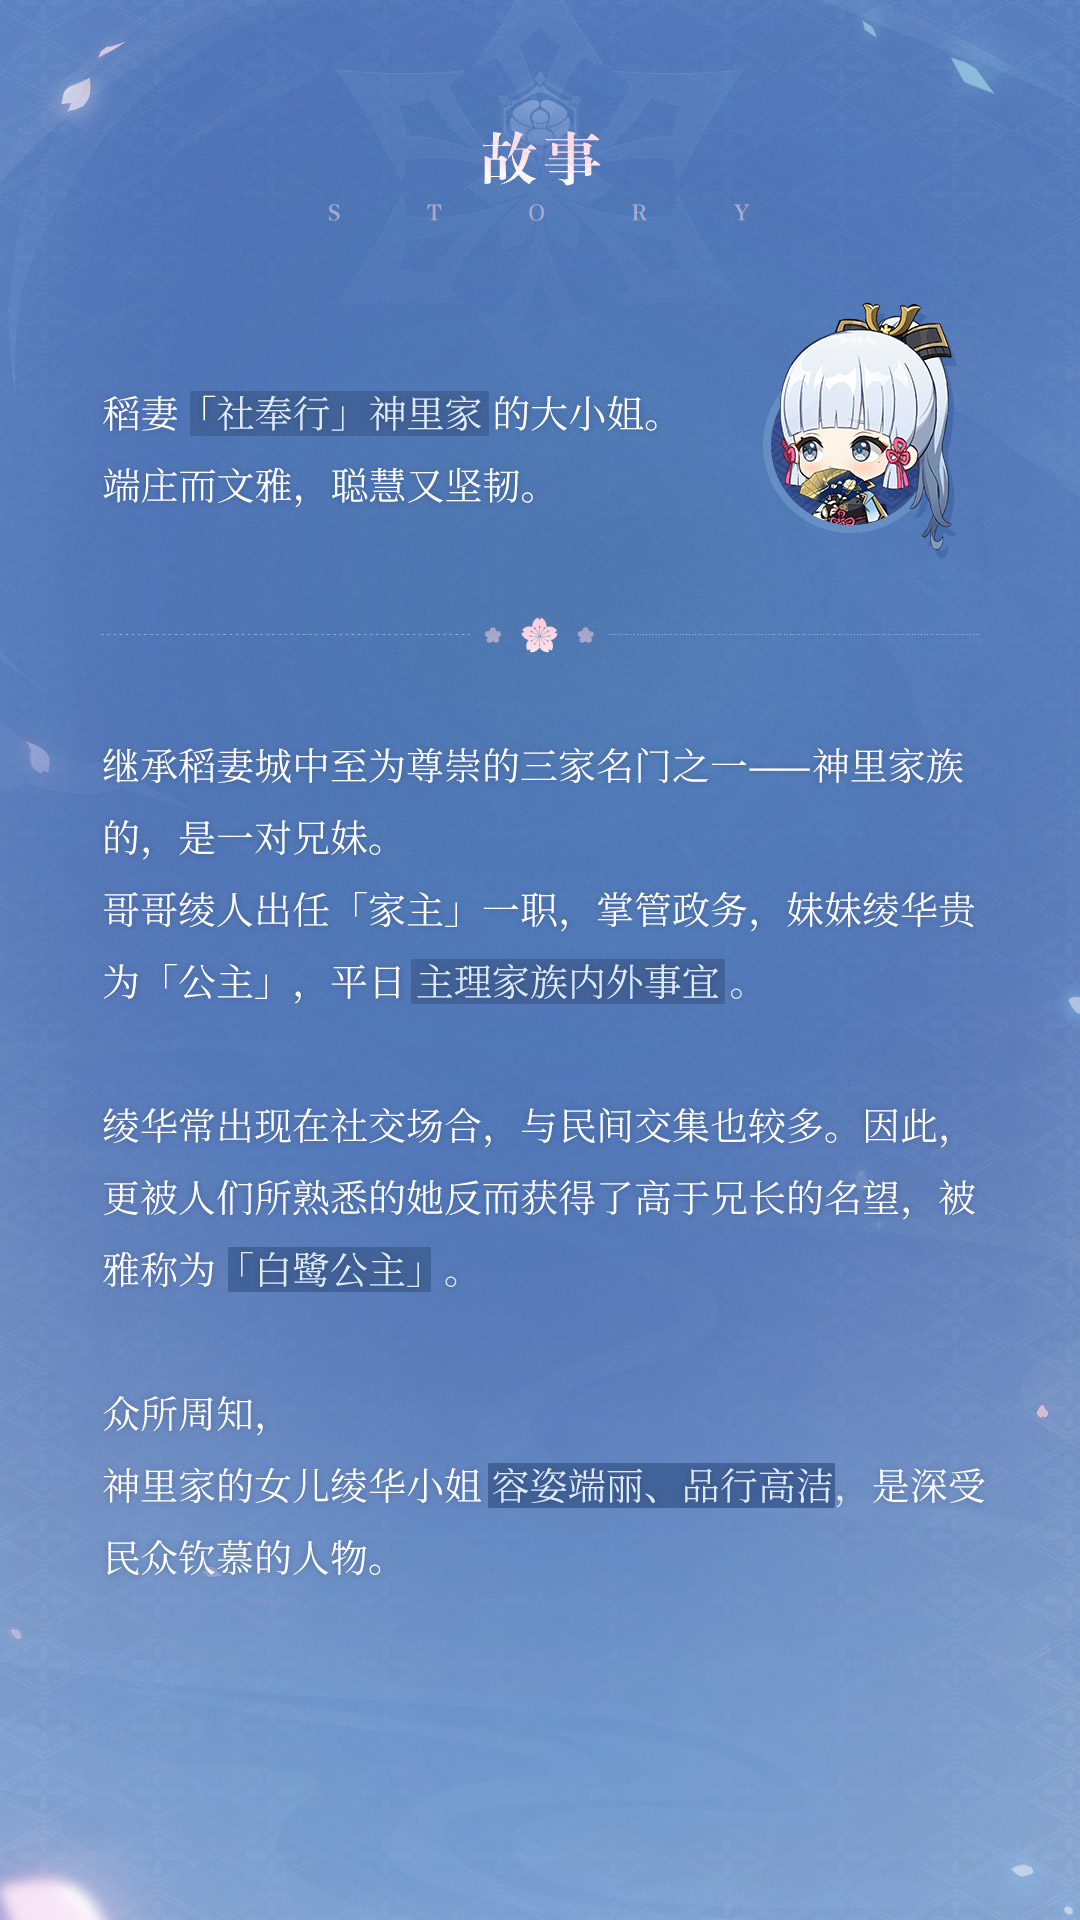 故事
STORY
稻妻「社奉行」神里家的大小姐。
端庄而文雅，聪慧又坚韧。
继承稻妻城中至为尊崇的三家名门之一——神里家族
的，是一对兄妹。
哥哥绫人出任「家主」一职，掌管政务，妹妹绫华贵
为「公主」，平日主理家族内外事宜。
绫华常出现在社交场合，与民间交集也较多。因此，
更被人们所熟悉的她反而获得了高于兄长的名望，被
雅称为「白鹭公主」。
众所周知，
神里家的女儿绫华小姐容姿端丽、品行高洁，是深受
民众钦慕的人物。